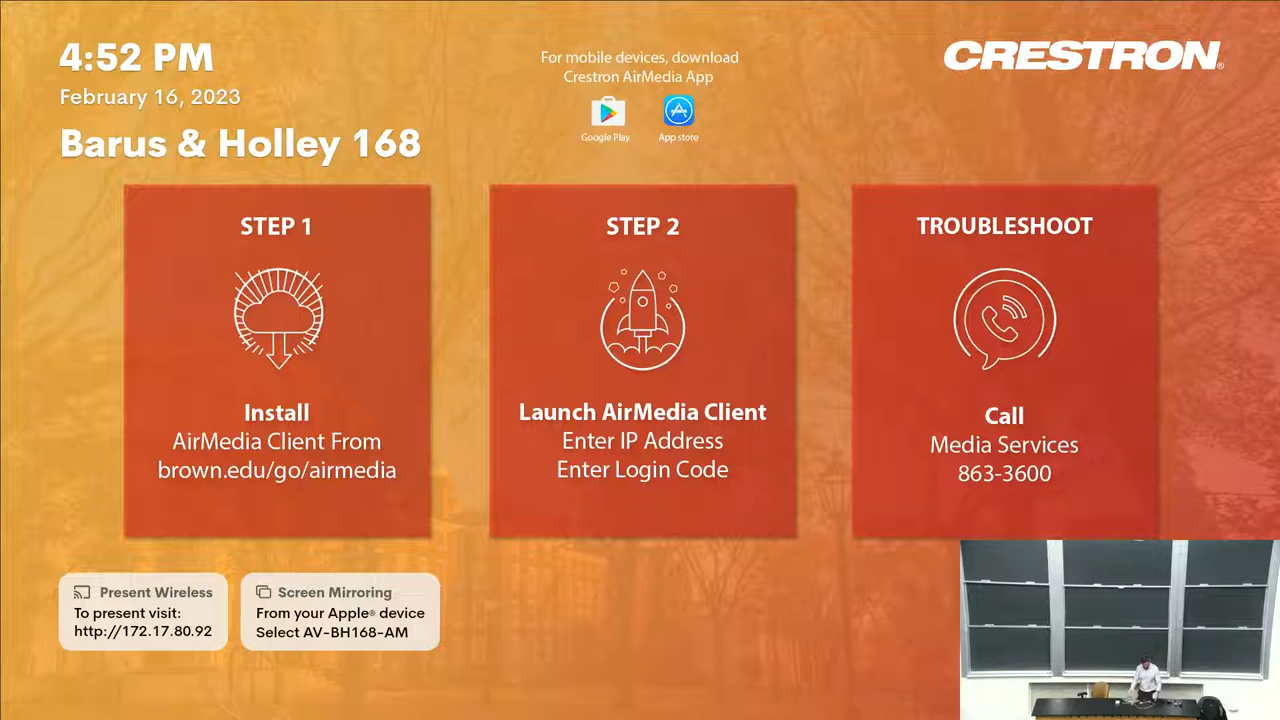 4:52 PM
February 16, 2023
Barus & Holley 168
For mobile devices, download
Crestron AirMedia App
Google Play
App store
CRESTRON®
STEP 1
Install
AirMedia Client From
brown.edu/go/airmedia
STEP 2
Launch AirMedia Client
Enter IP Address
Enter Login Code
TROUBLESHOOT
Call
Media Services
863-3600
Present Wireless
To present visit:
http://172.17.80.92
Screen Mirroring
From your Apple® device
Select AV-BH168-AM